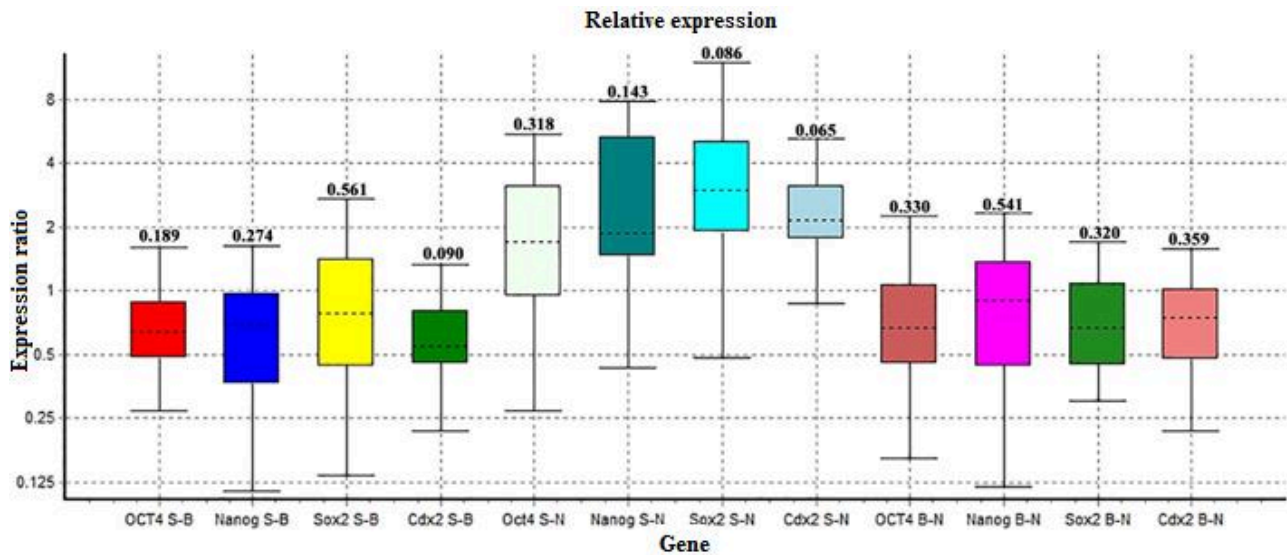 Relative expression
Expression ratio
8
4
2
1
0.5
0.25
0.125
0.189
0.274
0.561
0.090
0.318
0.143
0.086
0.065
0.330
0.541
0.320
0.359
OCT4 S-B
Nanog S-B
Sox2 S-B
Cdx2 S-B
Oct4 S-N
Nanog S-N
Sox2 S-N
Cdx2 S-N
OCT4 B-N
Nanog B-N
Sox2 B-N
Cdx2 B-N
Gene